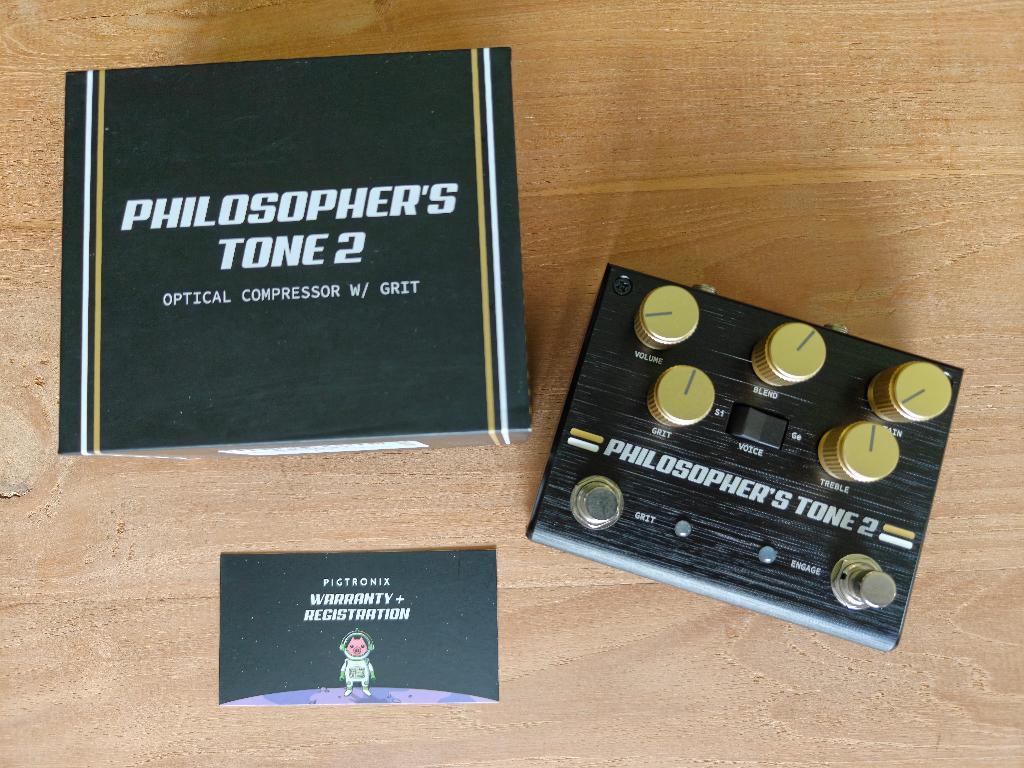 PHILOSOPHER'S
TONE 2
OPTICAL COMPRESSOR W/ GRIT
VOLUME
BLEND
GRIT
Si
Ge
VOICE
TREBLE
PHILOSOPHER'S TONE 2
GRIT
ENGAGE
PIGTRONIX
WARRANTY +
REGISTRATION